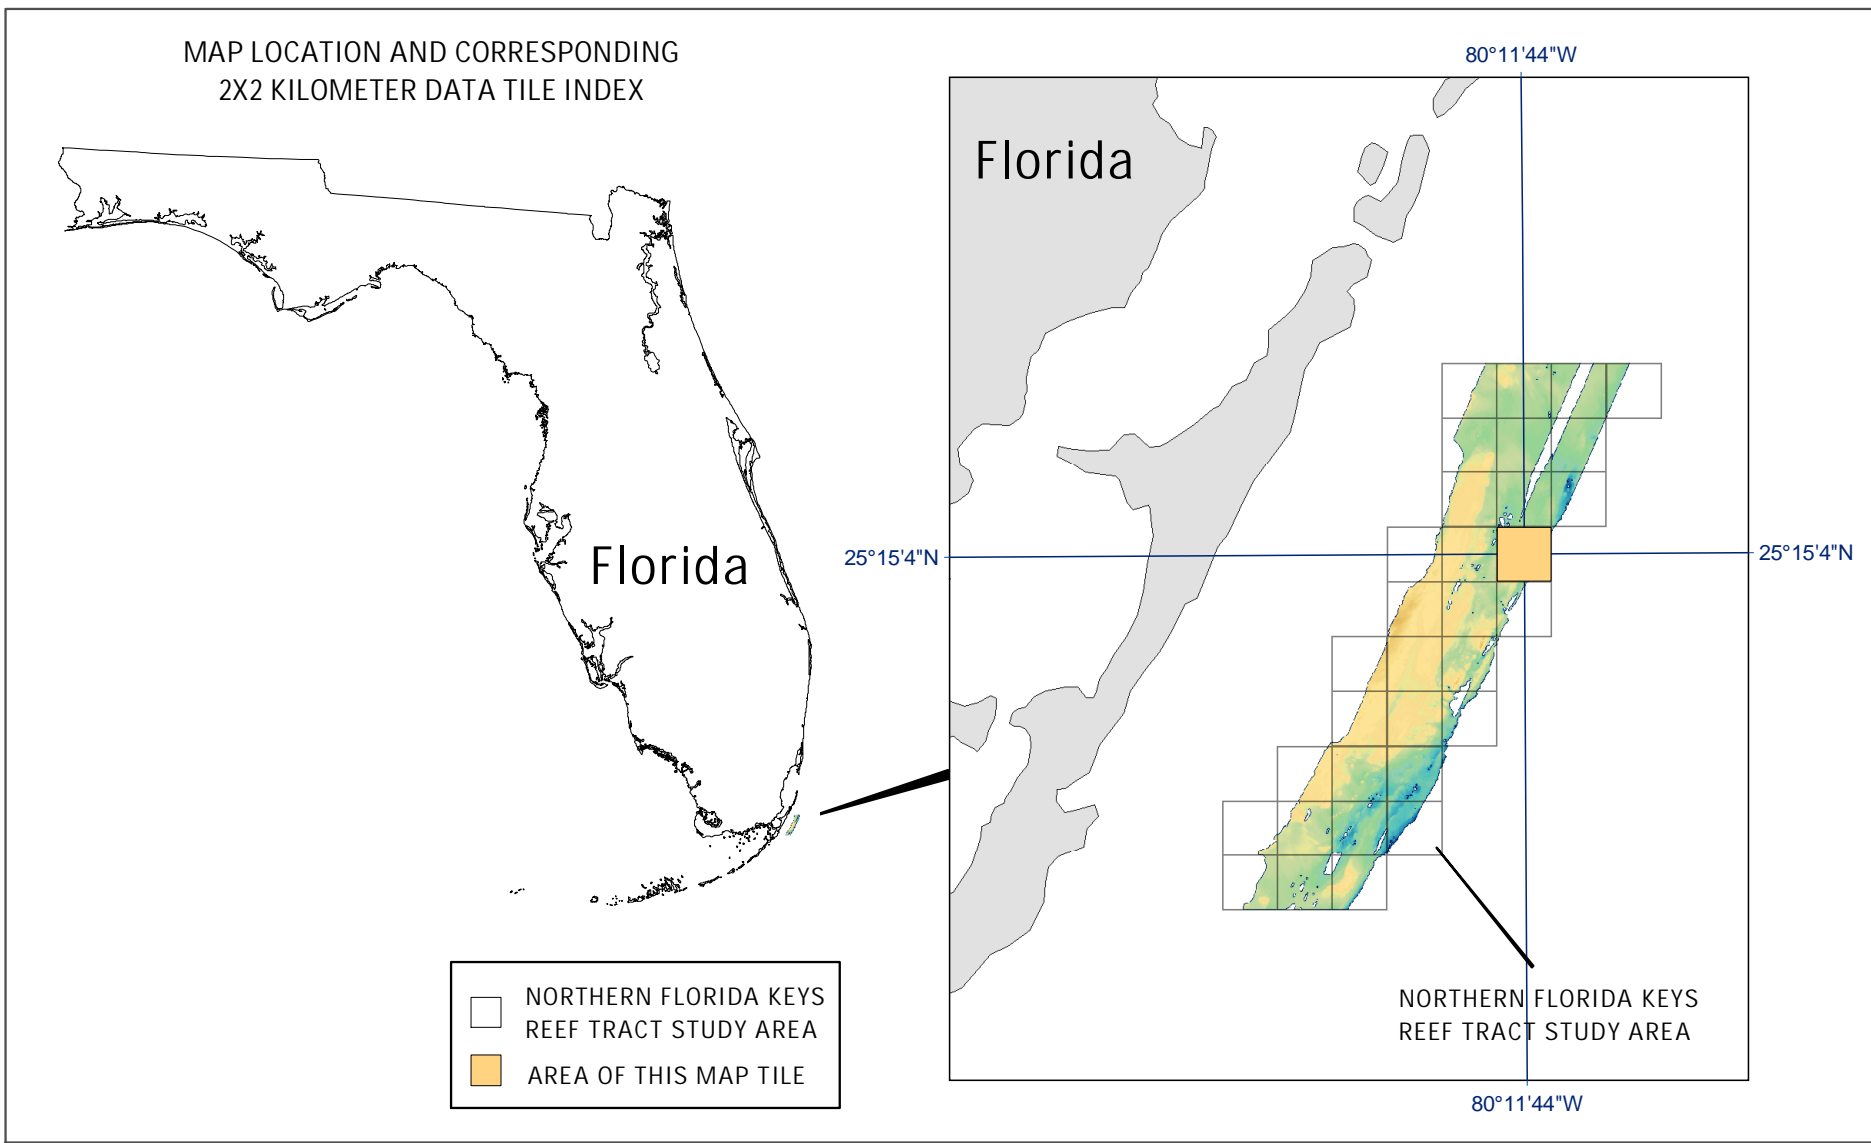 MAP LOCATION AND CORRESPONDING
2X2 KILOMETER DATA TILE INDEX
80°11'44"W
Florida
25°15'4"N
25°15'4"N
Florida
NORTHERN FLORIDA KEYS
REEF TRACT STUDY AREA
AREA OF THIS MAP TILE
NORTHERN FLORIDA KEYS
REEF TRACT STUDY AREA
80°11'44"W